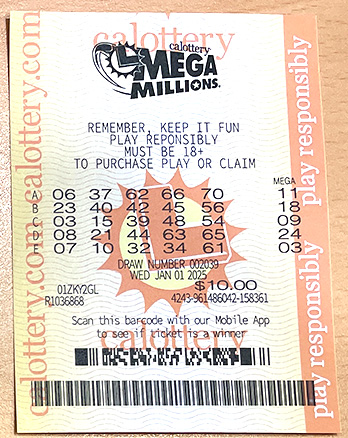 calottery
calottery
MEGA
MILLIONS
REMEMBER, KEEP IT FUN
PLAY REPONSIBLY
MUST BE 18+
TO PURCHASE PLAY OR CLAIM
MEGA
A 06 37 62 66 70 11
B 23 40 42 45 56 18
C 03 15 39 48 54 09
D 08 21 44 63 65 24
E 07 10 32 34 61 03
DRAW NUMBER 002039
WED JAN 01 2025
01ZKY2GL $10.00
R1036868 4243-961486042-158361
Scan this barcode with our Mobile App
to see if ticket is a winner
calottery
calottery.com calottery.com
play responsibly play responsibly